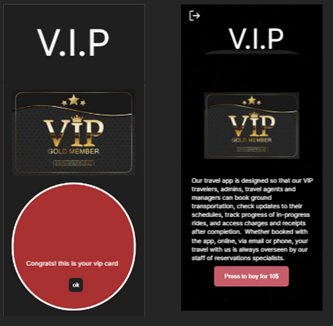 V.I.P
VIP
GOLD MEMBER
Congrats! this is your vip card
ok
V.I.P
VIP
GOLD MEMBER
Our travel app is designed so that our VIP
travelers, admins, travel agents and
managers can book ground
transportation, check updates to their
schedules, track progress of in-progress
rides, and access charges and receipts
after completion. Whether booked with
the app, online, via email or phone, your
travel with us is always overseen by our
staff of reservations specialists.
Press to buy for 10$